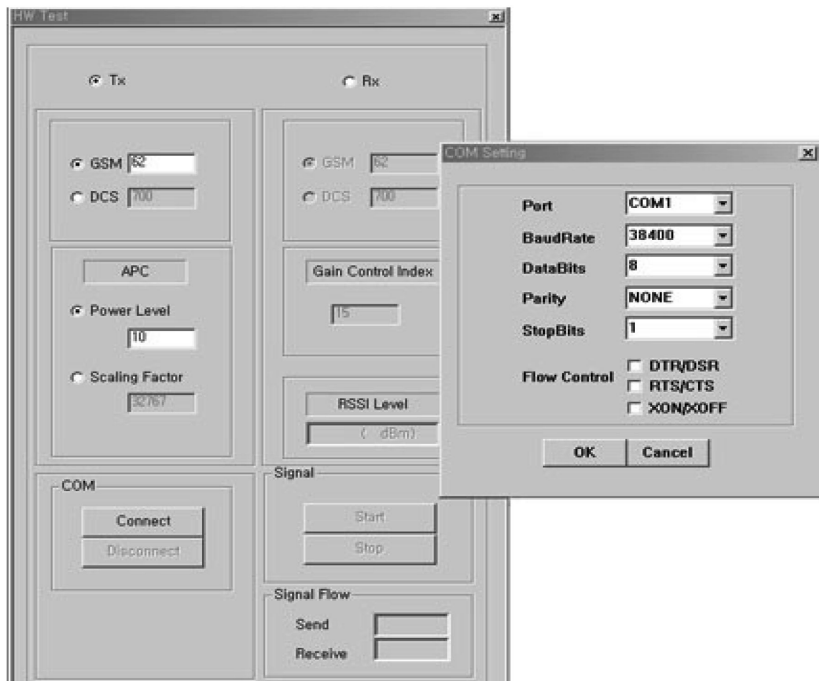 HW Test
Tx
Rx
GSM 62
DCS 700
GSM 62
DCS 700
APC
Power Level
10
Scaling Factor
32767
Gain Control Index
15
RSSI Level
( dBm)
COM
Connect
Disconnect
Signal
Start
Stop
Signal Flow
Send
Receive
COM Setting
Port COM1
BaudRate 38400
DataBits 8
Parity NONE
StopBits 1
Flow Control
DTR/DSR
RTS/CTS
XON/XOFF
OK Cancel